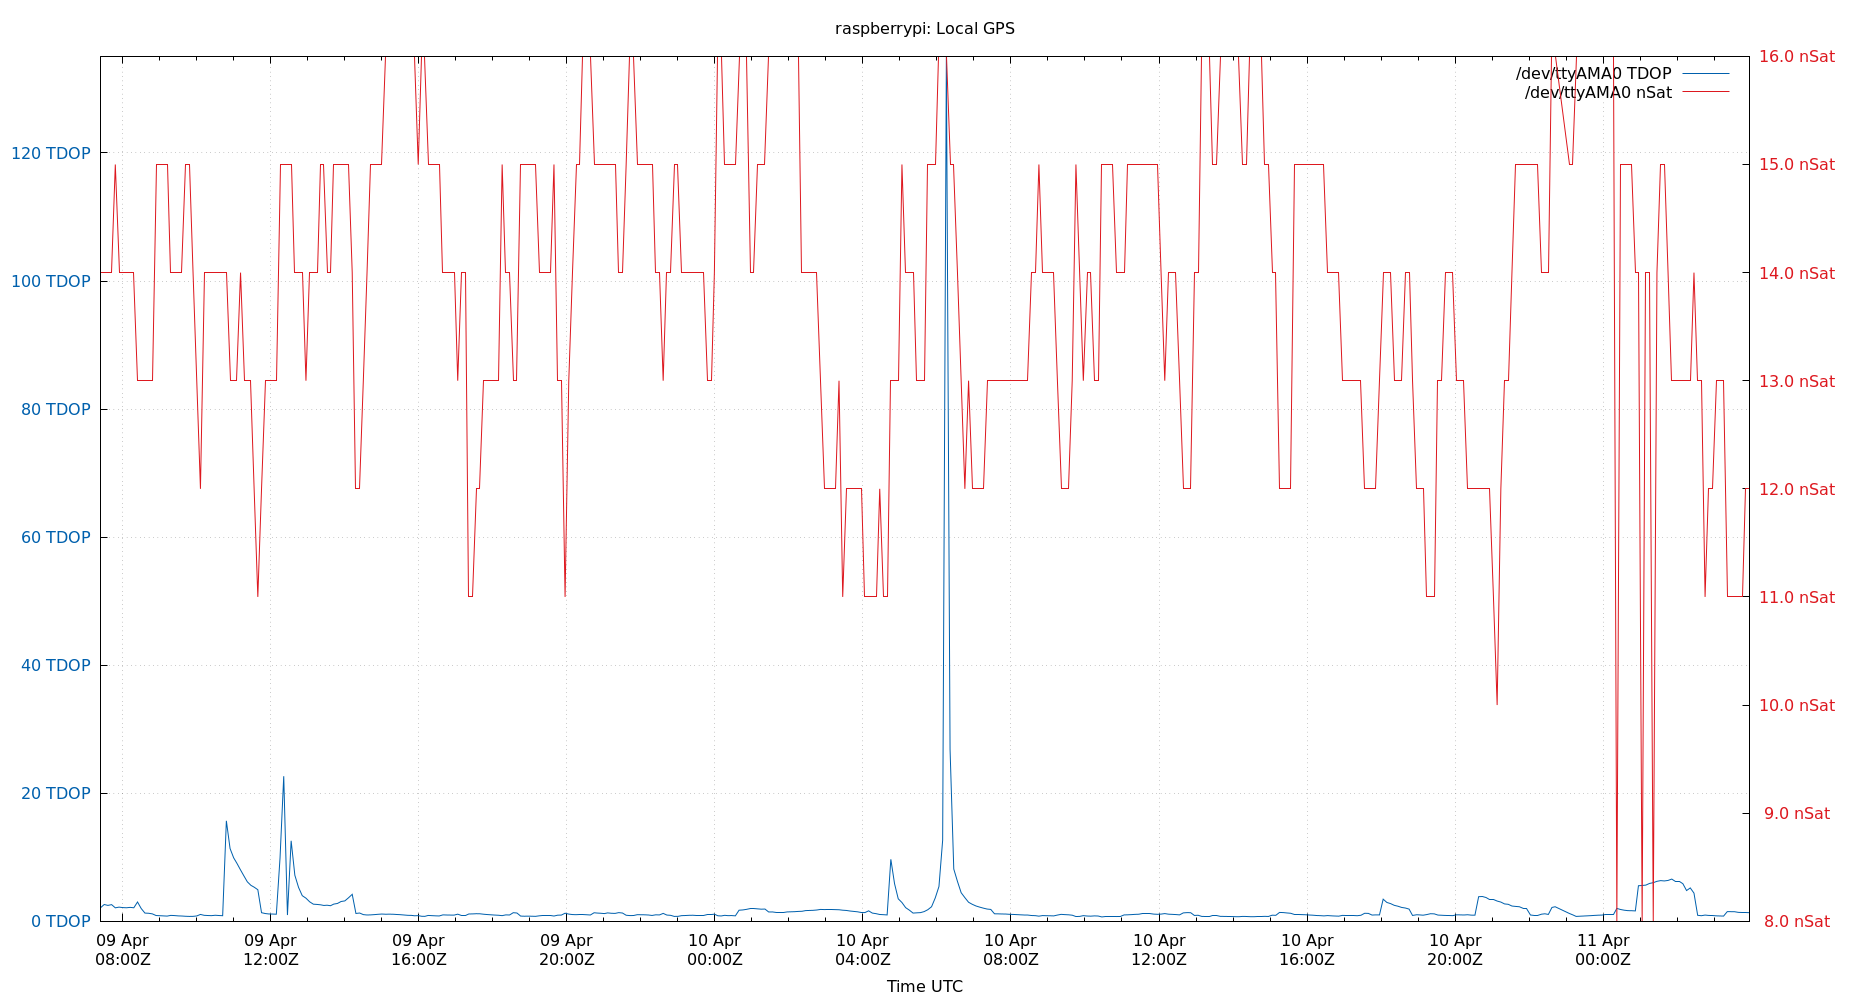 raspberrypi: Local GPS
/dev/ttyAMA0 TDOP
/dev/ttyAMA0 nSat
120 TDOP
100 TDOP
80 TDOP
60 TDOP
40 TDOP
20 TDOP
0 TDOP
16.0 nSat
15.0 nSat
14.0 nSat
13.0 nSat
12.0 nSat
11.0 nSat
10.0 nSat
9.0 nSat
8.0 nSat
09 Apr
08:00Z
09 Apr
12:00Z
09 Apr
16:00Z
09 Apr
20:00Z
10 Apr
00:00Z
10 Apr
04:00Z
10 Apr
08:00Z
10 Apr
12:00Z
10 Apr
16:00Z
10 Apr
20:00Z
11 Apr
00:00Z
Time UTC